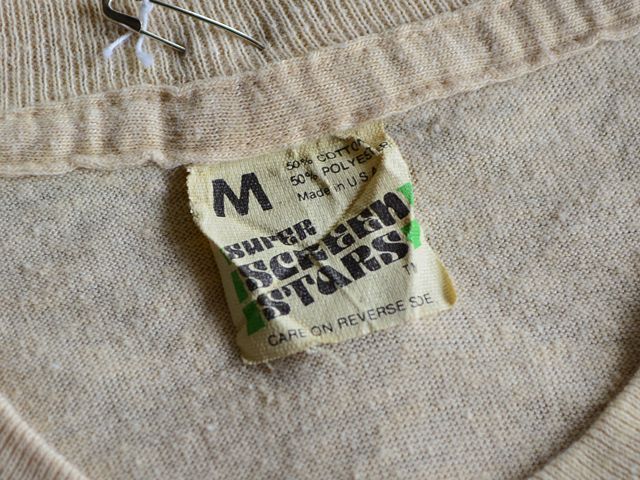 M
50% COTTON
50% POLYESTER
Made in U.S.A.
SUPER
SCREEN
STARS
TM
CARE ON REVERSE SIDE